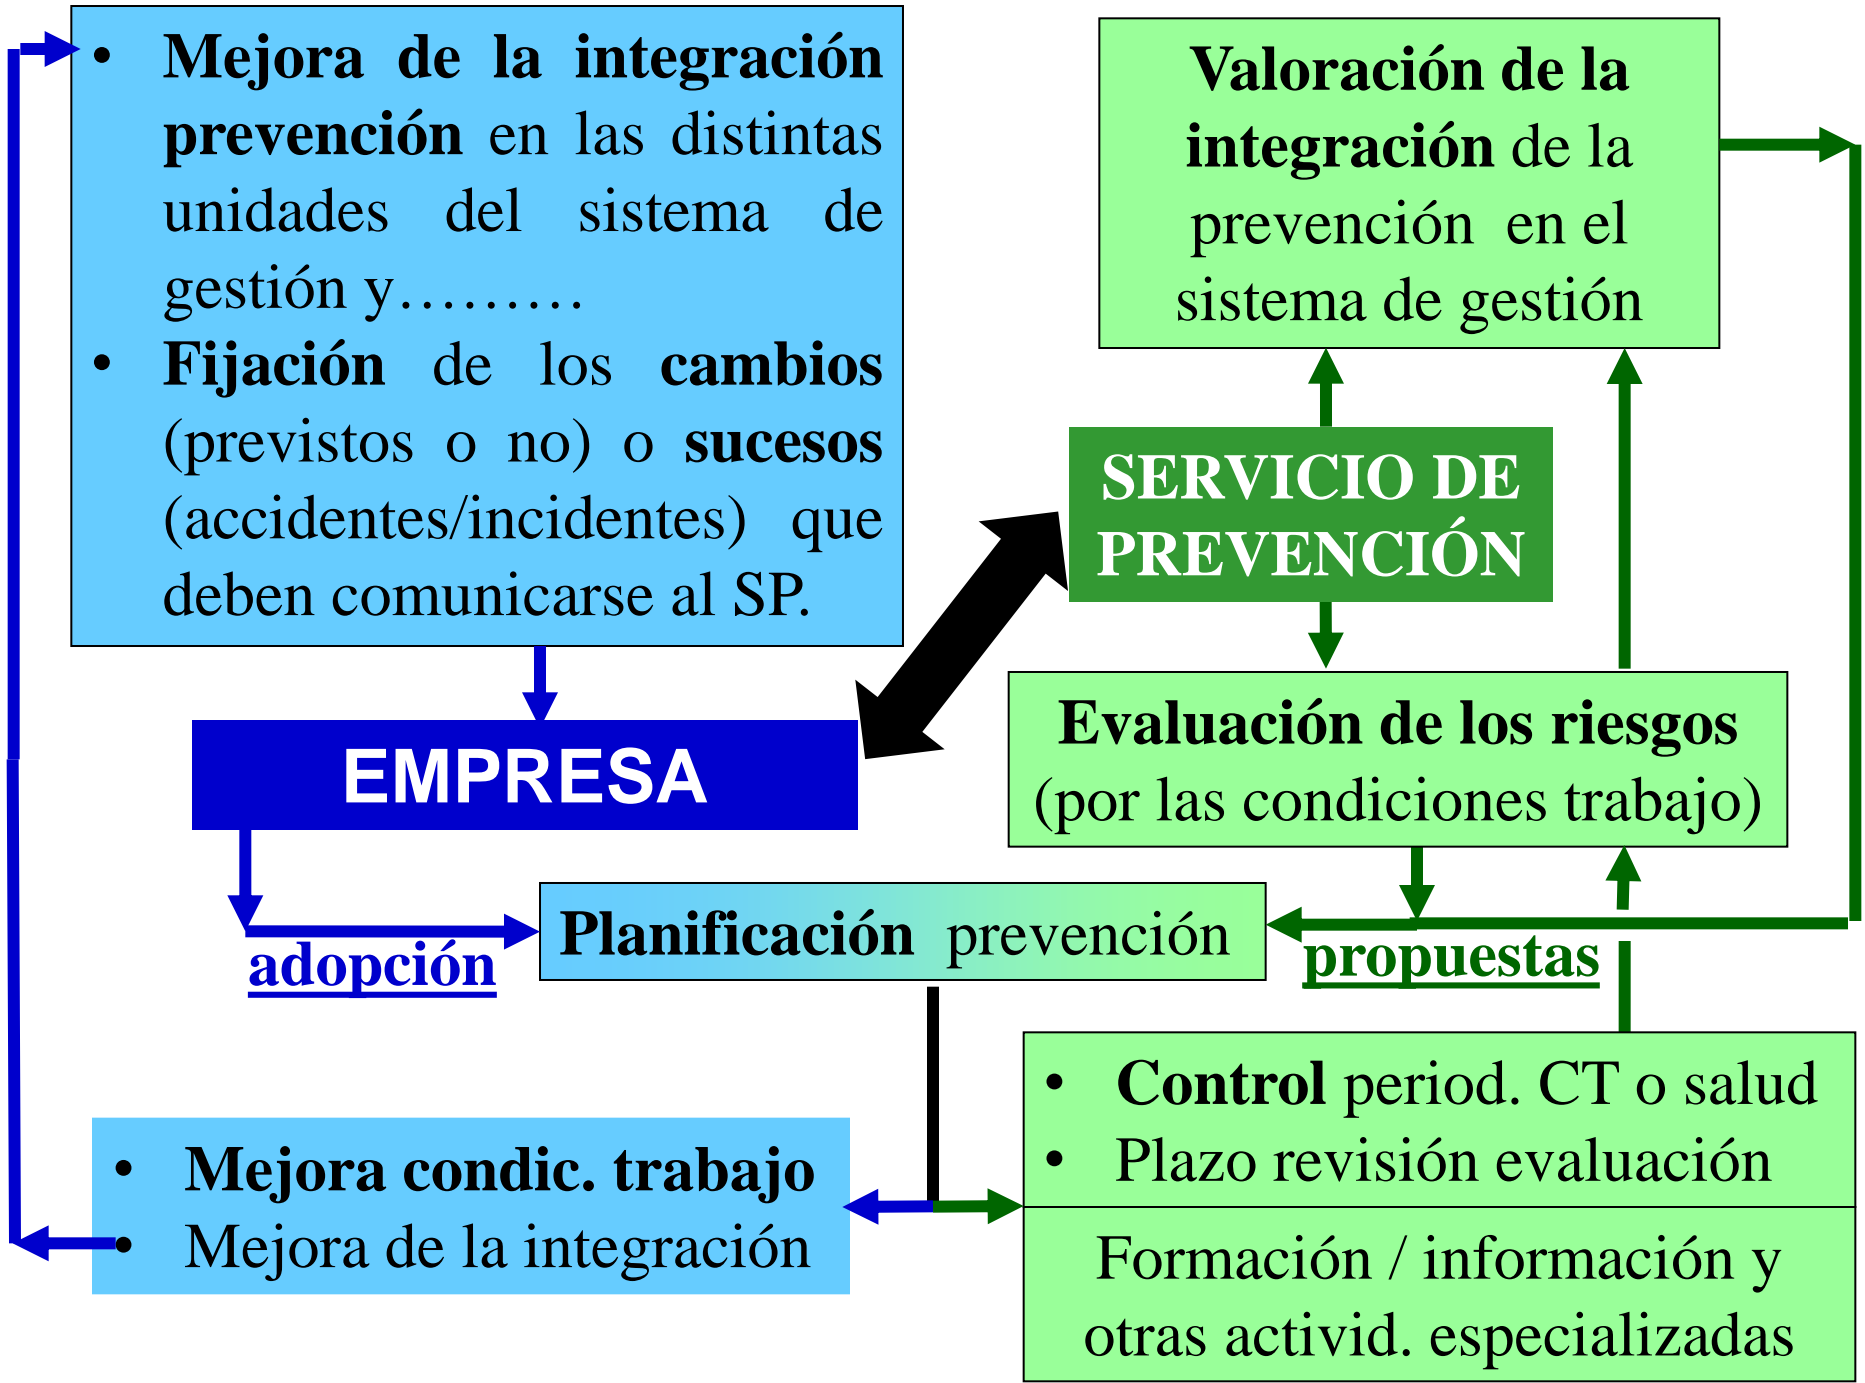 • Mejora de la integración
prevención en las distintas
unidades del sistema de
gestión y………
• Fijación de los cambios
(previstos o no) o sucesos
(accidentes/incidentes) que
deben comunicarse al SP.
Valoración de la
integración de la
prevención en el
sistema de gestión
SERVICIO DE
PREVENCIÓN
EMPRESA
Evaluación de los riesgos
(por las condiciones trabajo)
adopción
Planificación prevención
propuestas
• Mejora condic. trabajo
• Mejora de la integración
• Control period. CT o salud
• Plazo revisión evaluación
Formación / información y
otras activid. especializadas